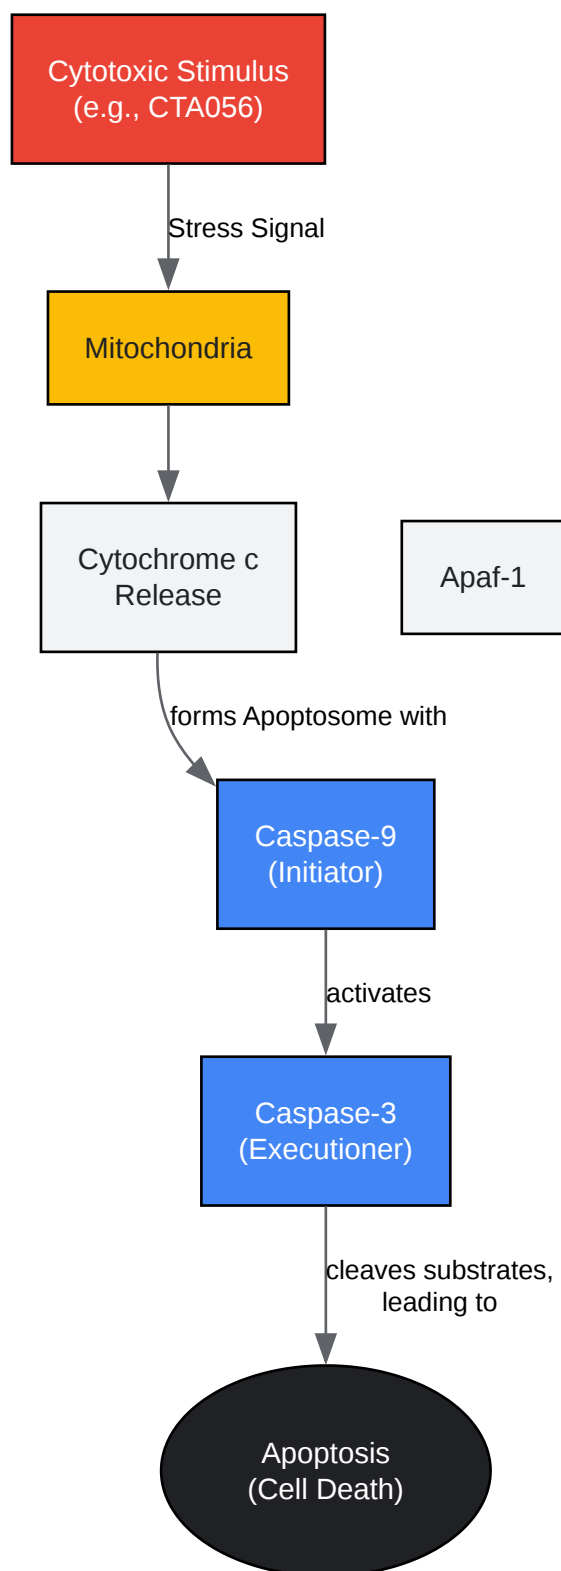 Cytotoxic Stimulus
(e.g., CTA056)
Stress Signal
Mitochondria
Cytochrome c
Release
Apaf-1
forms Apoptosome with
Caspase-9
(Initiator)
activates
Caspase-3
(Executioner)
cleaves substrates,
leading to
Apoptosis
(Cell Death)